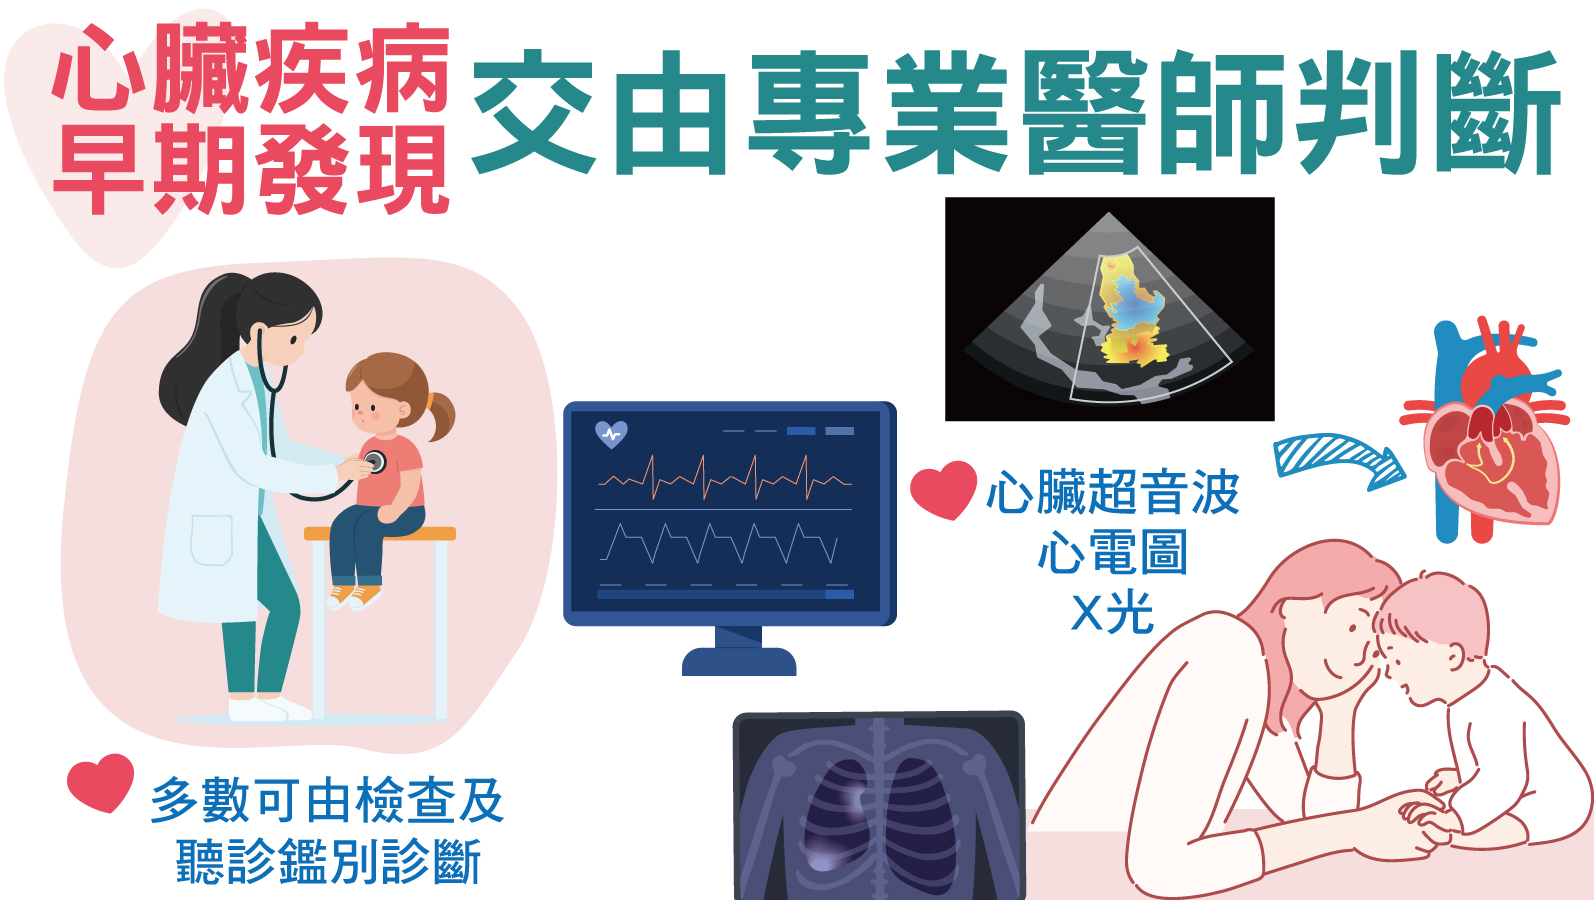 心臟疾病
早期發現
交由專業醫師判斷
心臟超音波
心電圖
X光
多數可由檢查及
聽診鑑別診斷